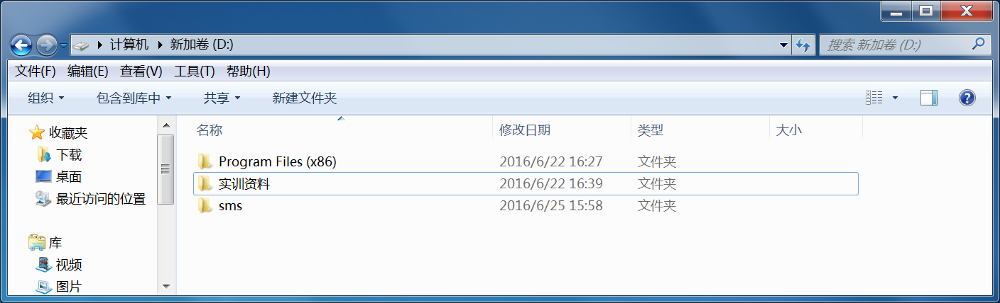 计算机 新加卷 (D:) 搜索 新加卷 (D:)
文件(F) 编辑(E) 查看(V) 工具(T) 帮助(H)
组织 包含到库中 共享 新建文件夹
收藏夹
下载
桌面
最近访问的位置
库
视频
图片
名称 修改日期 类型 大小
Program Files (x86) 2016/6/22 16:27 文件夹
实训资料 2016/6/22 16:39 文件夹
sms 2016/6/25 15:58 文件夹